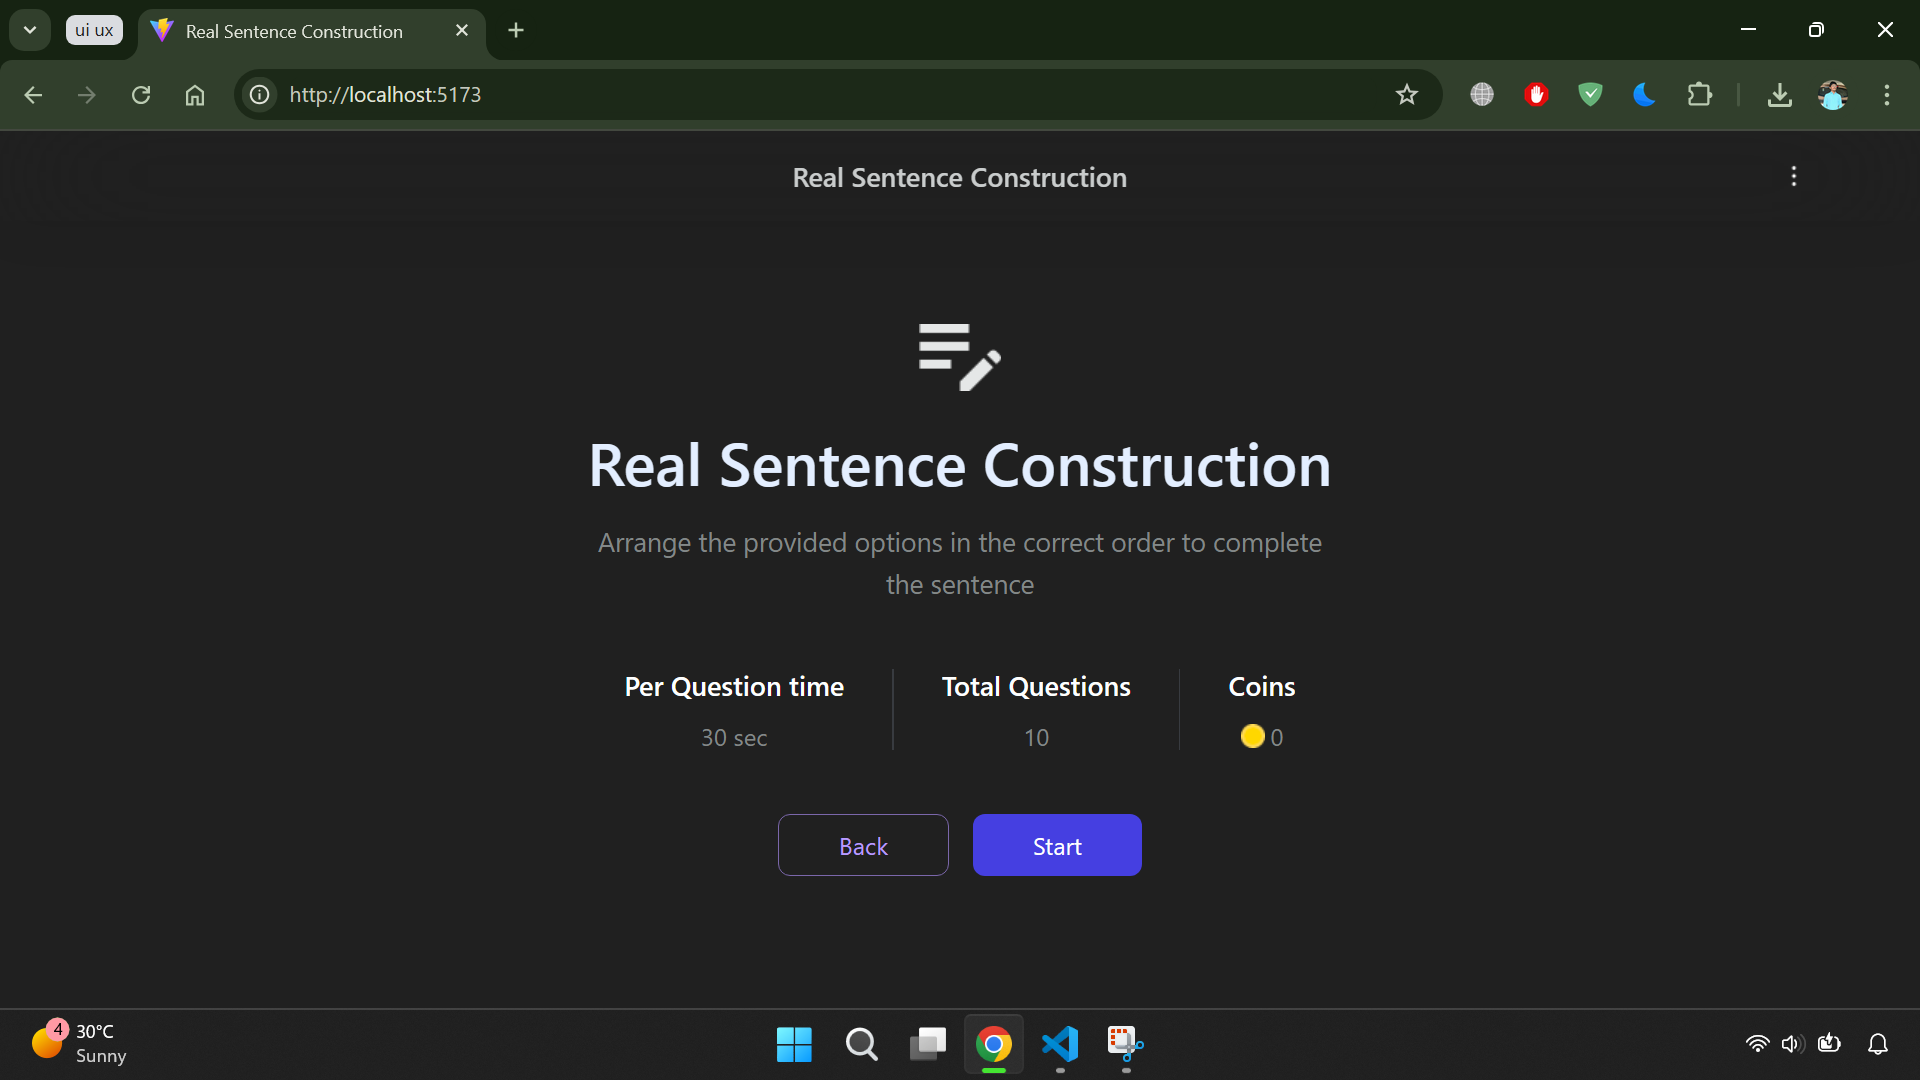 ui ux
Real Sentence Construction
http://localhost:5173
Real Sentence Construction
Real Sentence Construction
Arrange the provided options in the correct order to complete
the sentence
Per Question time
Total Questions
Coins
30 sec
10
0
Back
Start
4
30°C
Sunny